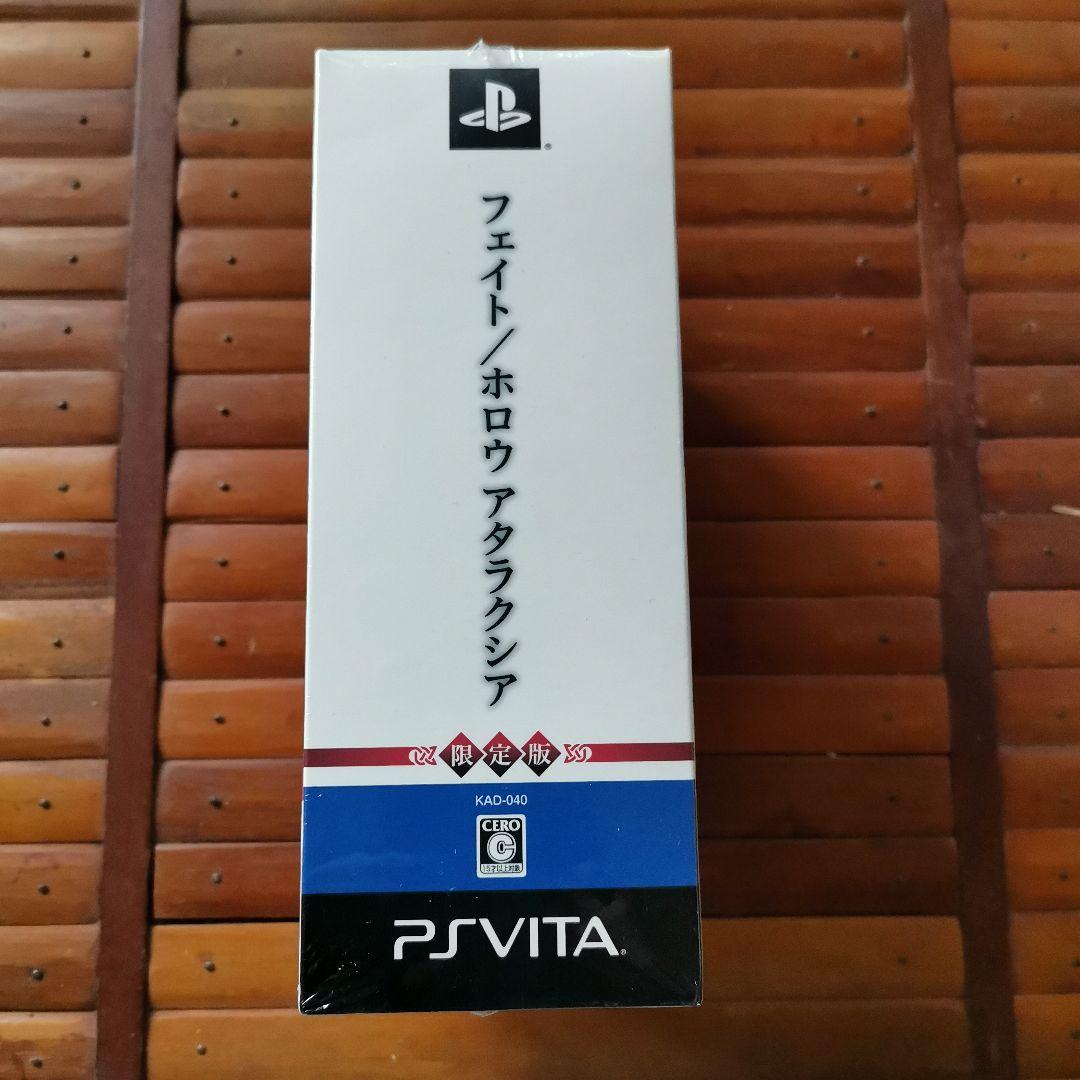 フェイト／ホロウ アタラクシア
限定版
KAD-040
CERO
C
15才以上対象
PSVITA